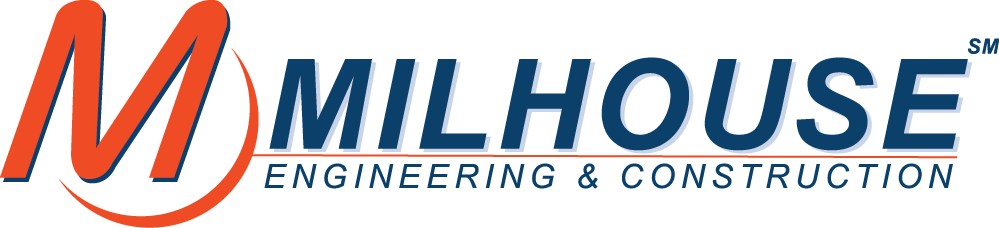 M
MILHOUSE SM
ENGINEERING & CONSTRUCTION